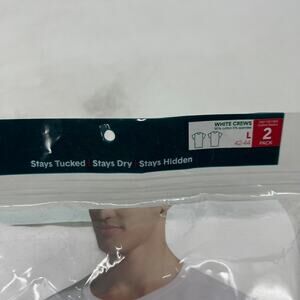 WHITE CREWS
L
42-44
2
PACK
Stays Tucked | Stays Dry | Stays Hidden